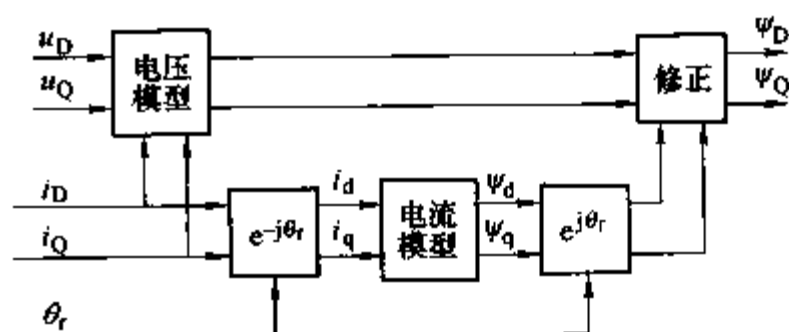 u_D
u_Q
电压
模型
修正
ψ_D
ψ_Q
i_D
i_Q
e^{-jθ_r}
i_d
i_q
电流
模型
ψ_d
ψ_q
e^{jθ_r}
θ_r